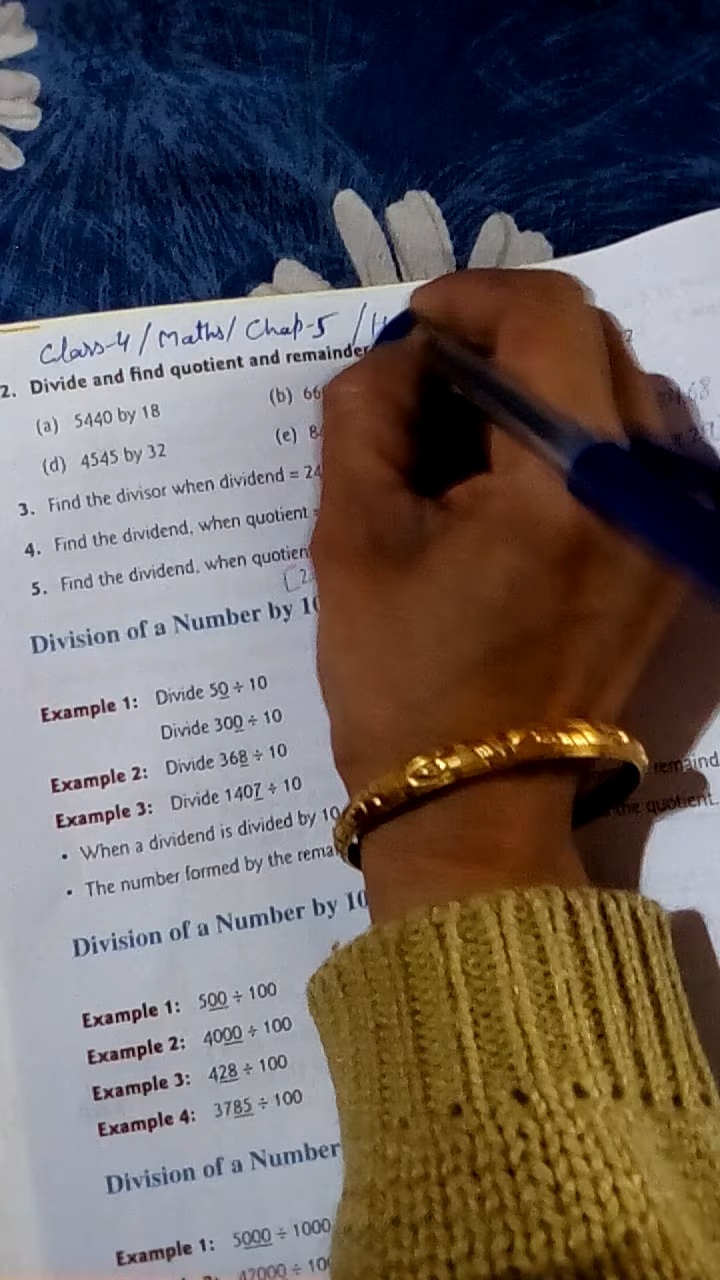 Class-4 / Maths / Chap-5 / H
2. Divide and find quotient and remainder
(a) 5440 by 18 (b) 66
(d) 4545 by 32 (e) 8
3. Find the divisor when dividend = 24
4. Find the dividend, when quotient =
5. Find the dividend, when quotien
[2
Division of a Number by 10
Example 1: Divide 50 ÷ 10
Divide 300 ÷ 10
Example 2: Divide 368 ÷ 10
Example 3: Divide 1407 ÷ 10 remaind
• When a dividend is divided by 10 the quotient
• The number formed by the rema
Division of a Number by 10
Example 1: 500 ÷ 100
Example 2: 4000 ÷ 100
Example 3: 428 ÷ 100
Example 4: 3785 ÷ 100
Division of a Number
Example 1: 5000 ÷ 1000
47000 ÷ 100